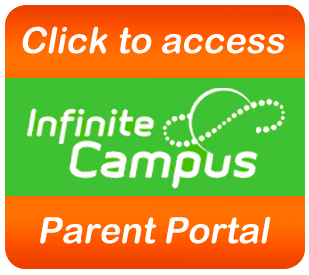 Click to access
Infinite
Campus
Parent Portal